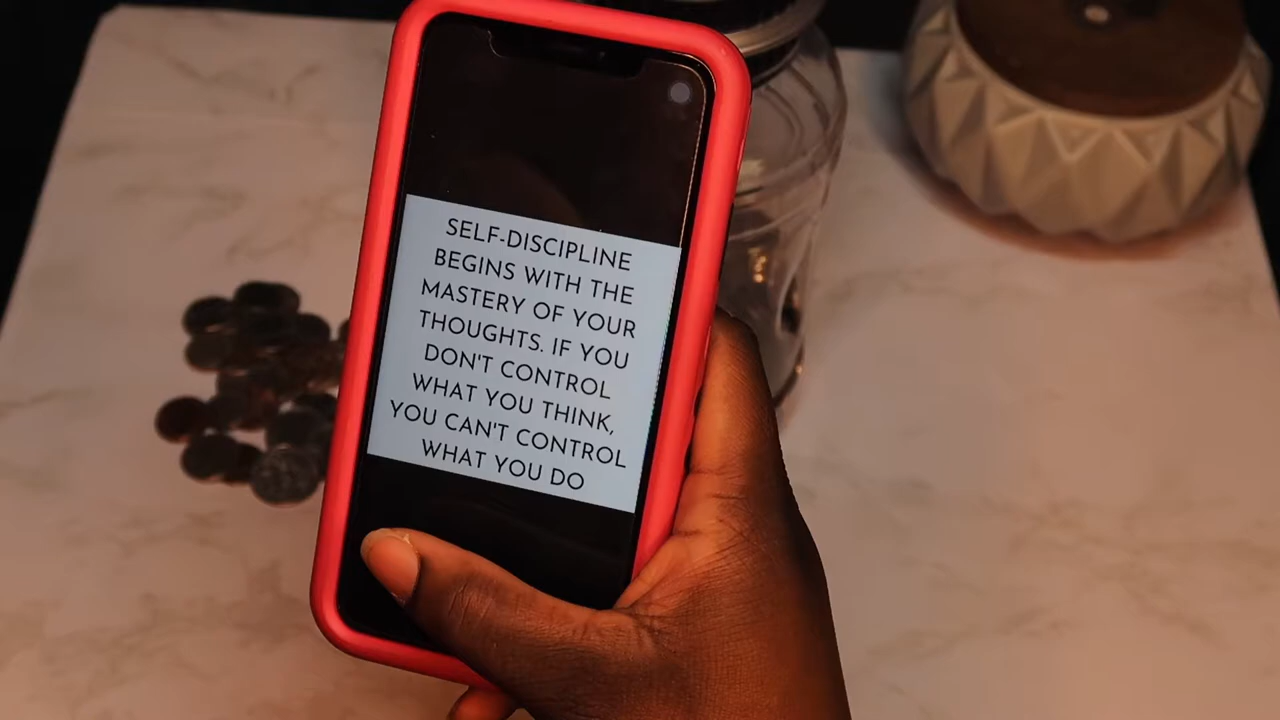 SELF-DISCIPLINE
BEGINS WITH THE
MASTERY OF YOUR
THOUGHTS. IF YOU
DON'T CONTROL
WHAT YOU THINK,
YOU CAN'T CONTROL
WHAT YOU DO